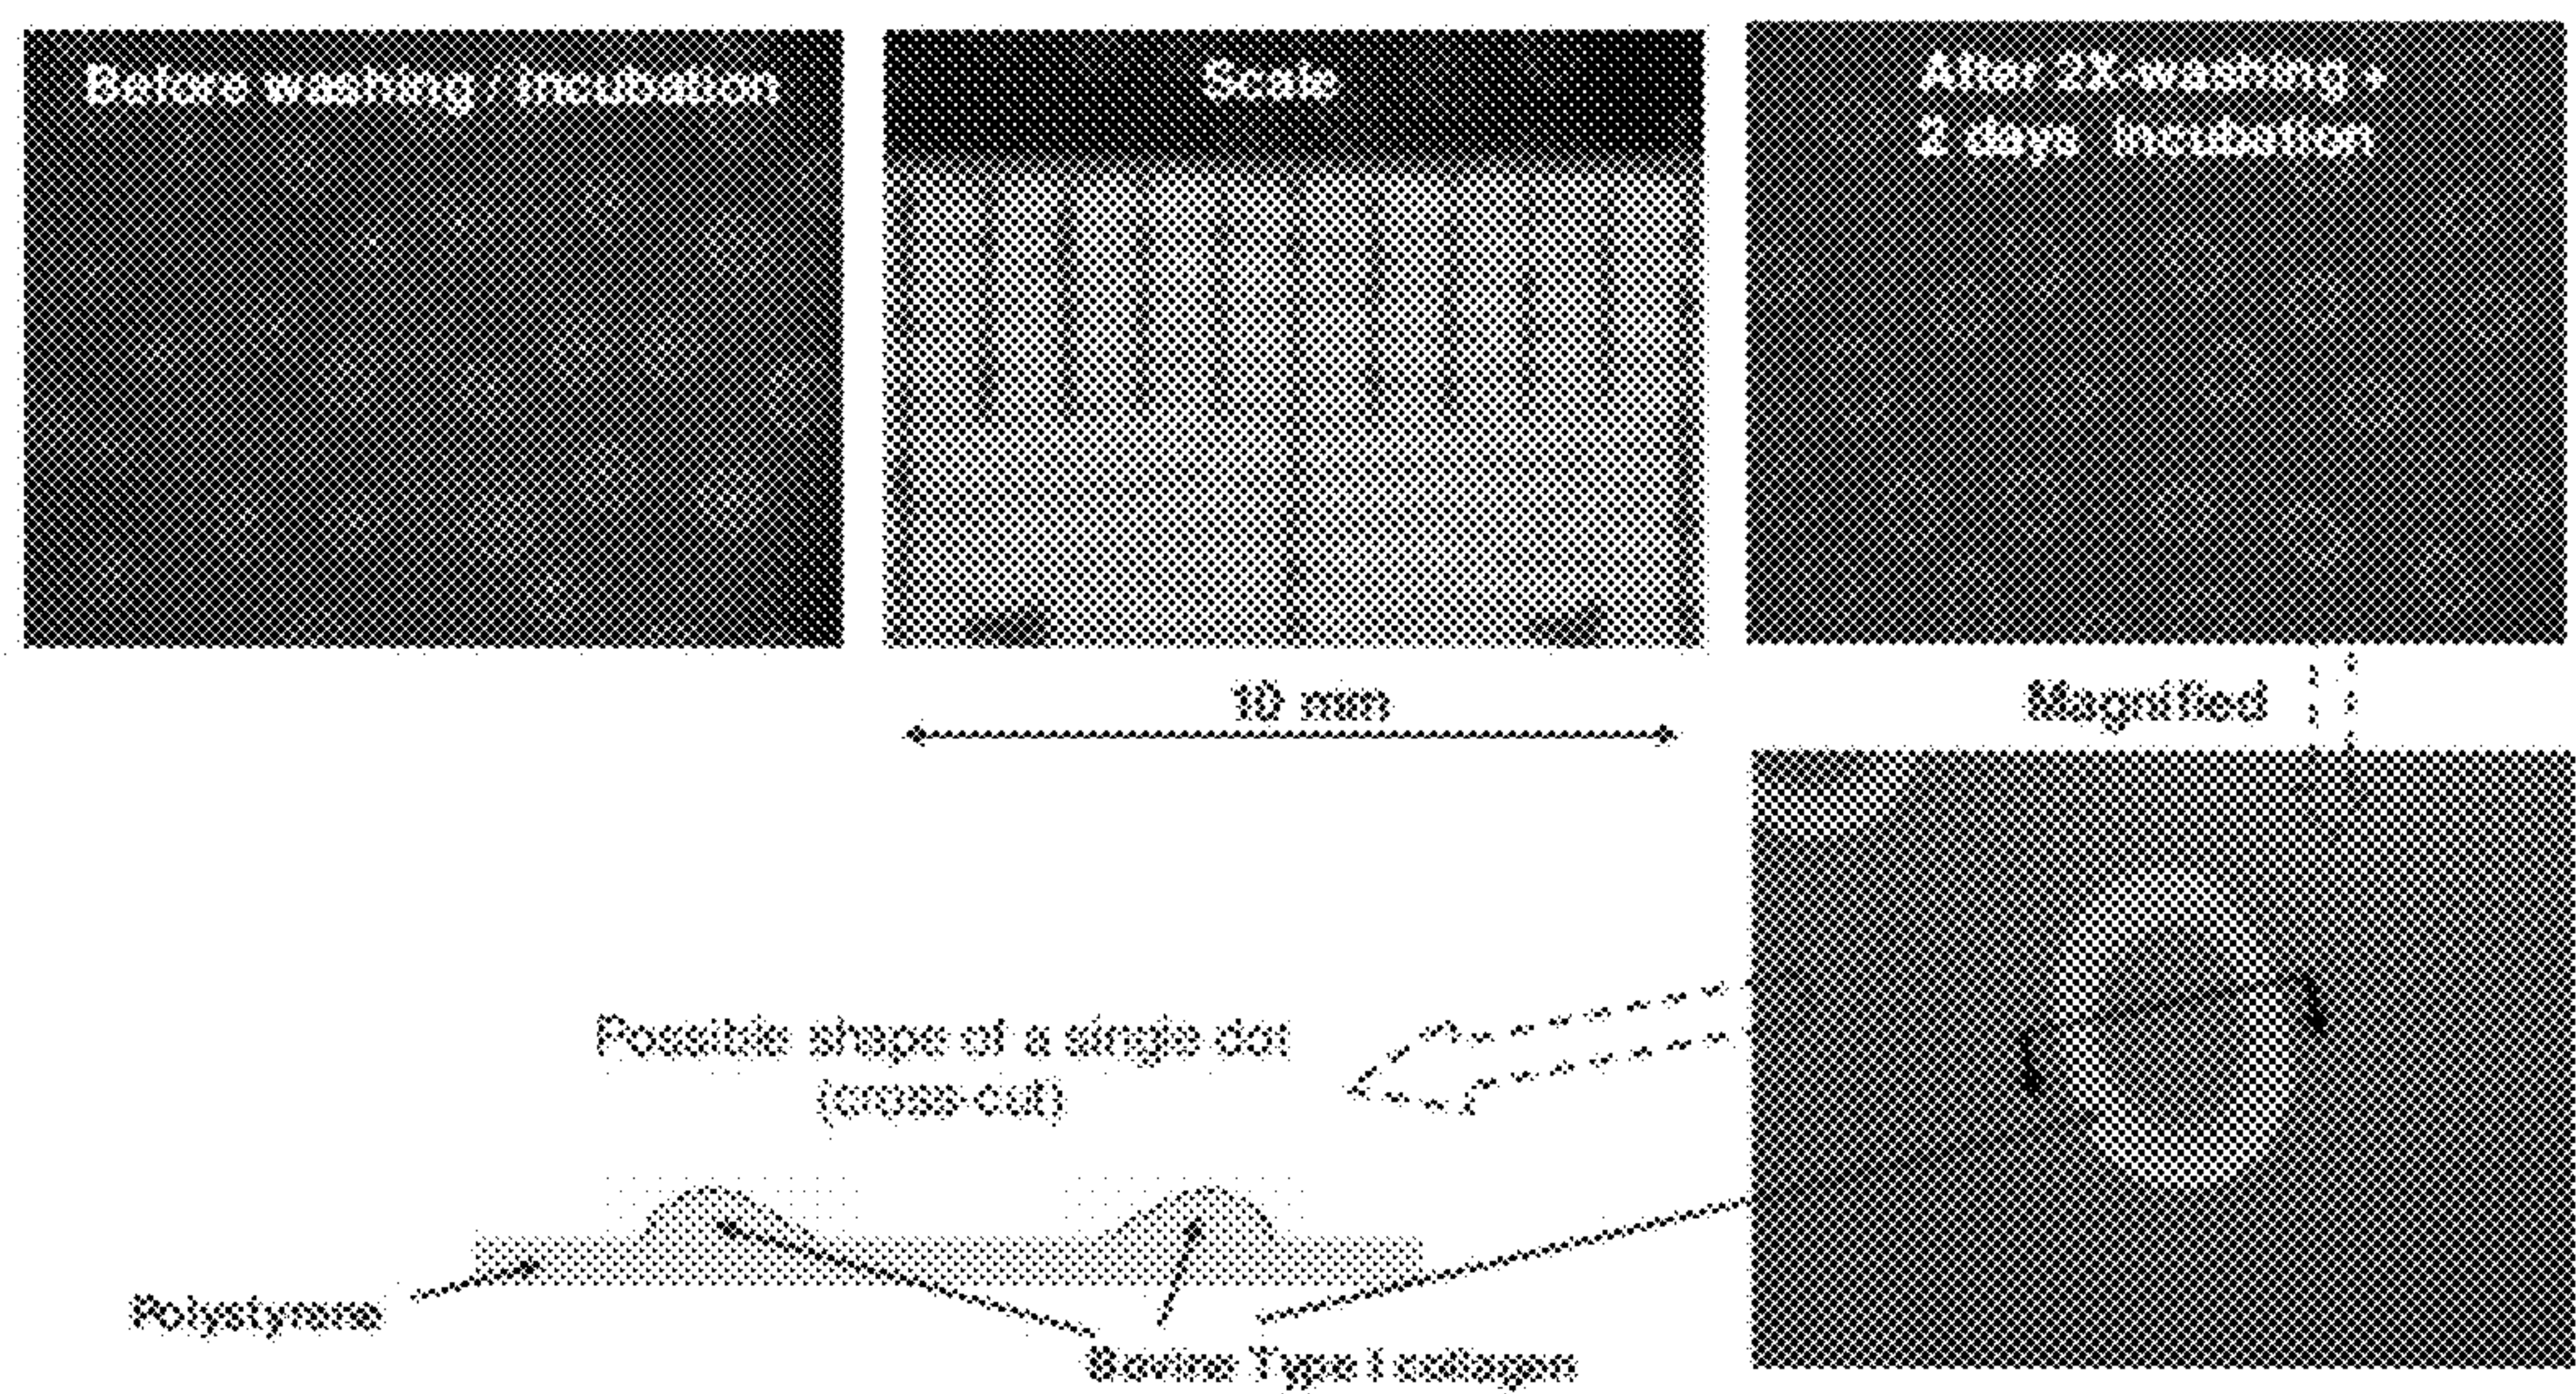 Before washing / incubation
Scale
After 2X-washing +
2 days incubation
10 mm
Magnified
Possible shape of a single dot
(cross-cut)
Polystyrene
Bovine Type I collagen